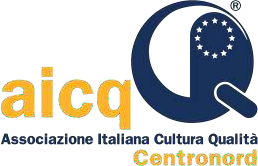 ®
aicq
Associazione Italiana Cultura Qualità
Centronord